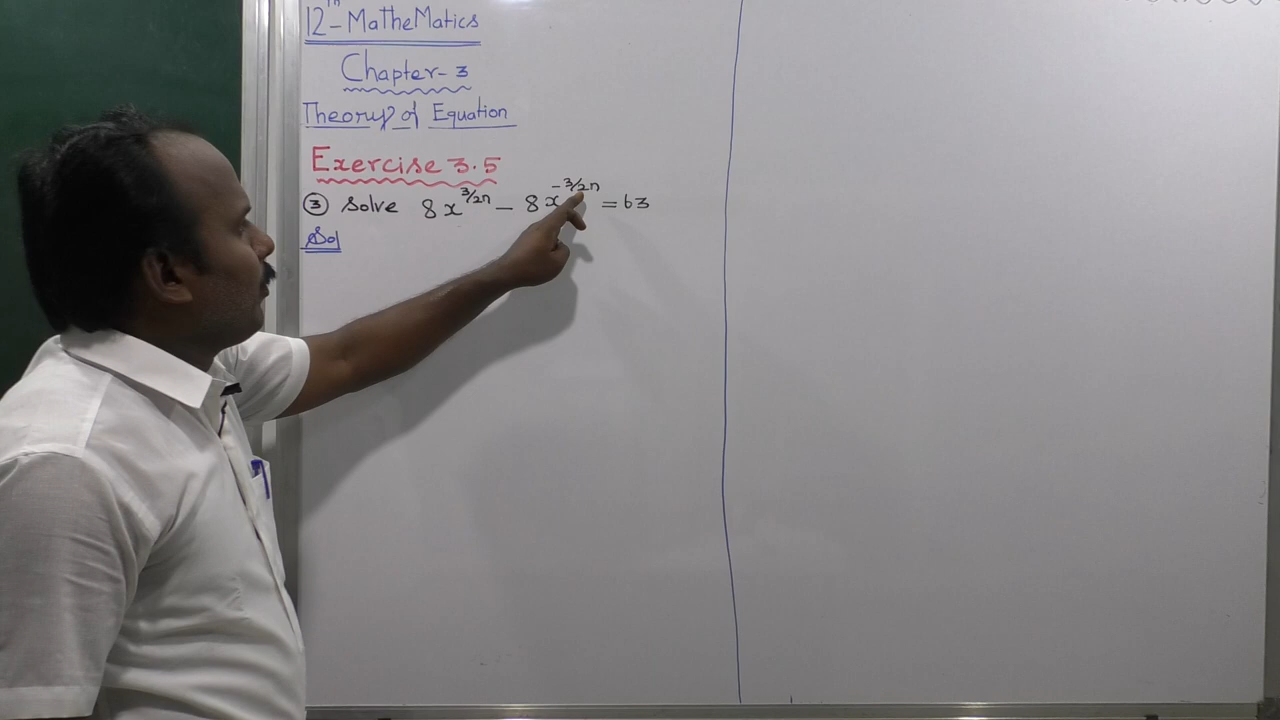 12th - MatheMatics
Chapter - 3
Theory of Equation
Exercise 3.5
③ Solve 8x^3/2n - 8x^-3/2n = 63
Sol